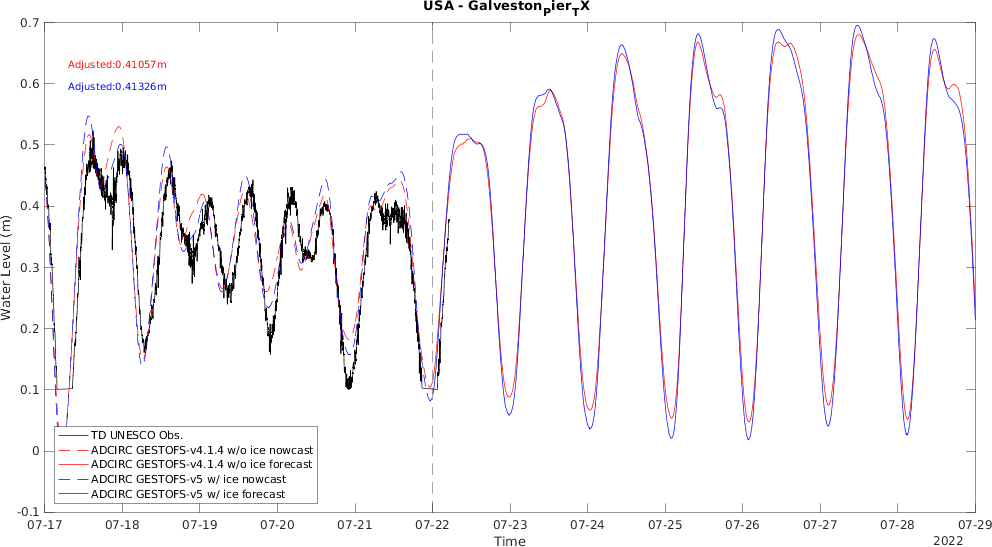 USA - GalvestonPierTX
0.7
0.6
0.5
0.4
0.3
0.2
0.1
0
-0.1
Water Level (m)
Adjusted:0.41057m
Adjusted:0.41326m
TD UNESCO Obs.
ADCIRC GESTOFS-v4.1.4 w/o ice nowcast
ADCIRC GESTOFS-v4.1.4 w/o ice forecast
ADCIRC GESTOFS-v5 w/ ice nowcast
ADCIRC GESTOFS-v5 w/ ice forecast
07-17 07-18 07-19 07-20 07-21 07-22 07-23 07-24 07-25 07-26 07-27 07-28 07-29
Time
2022